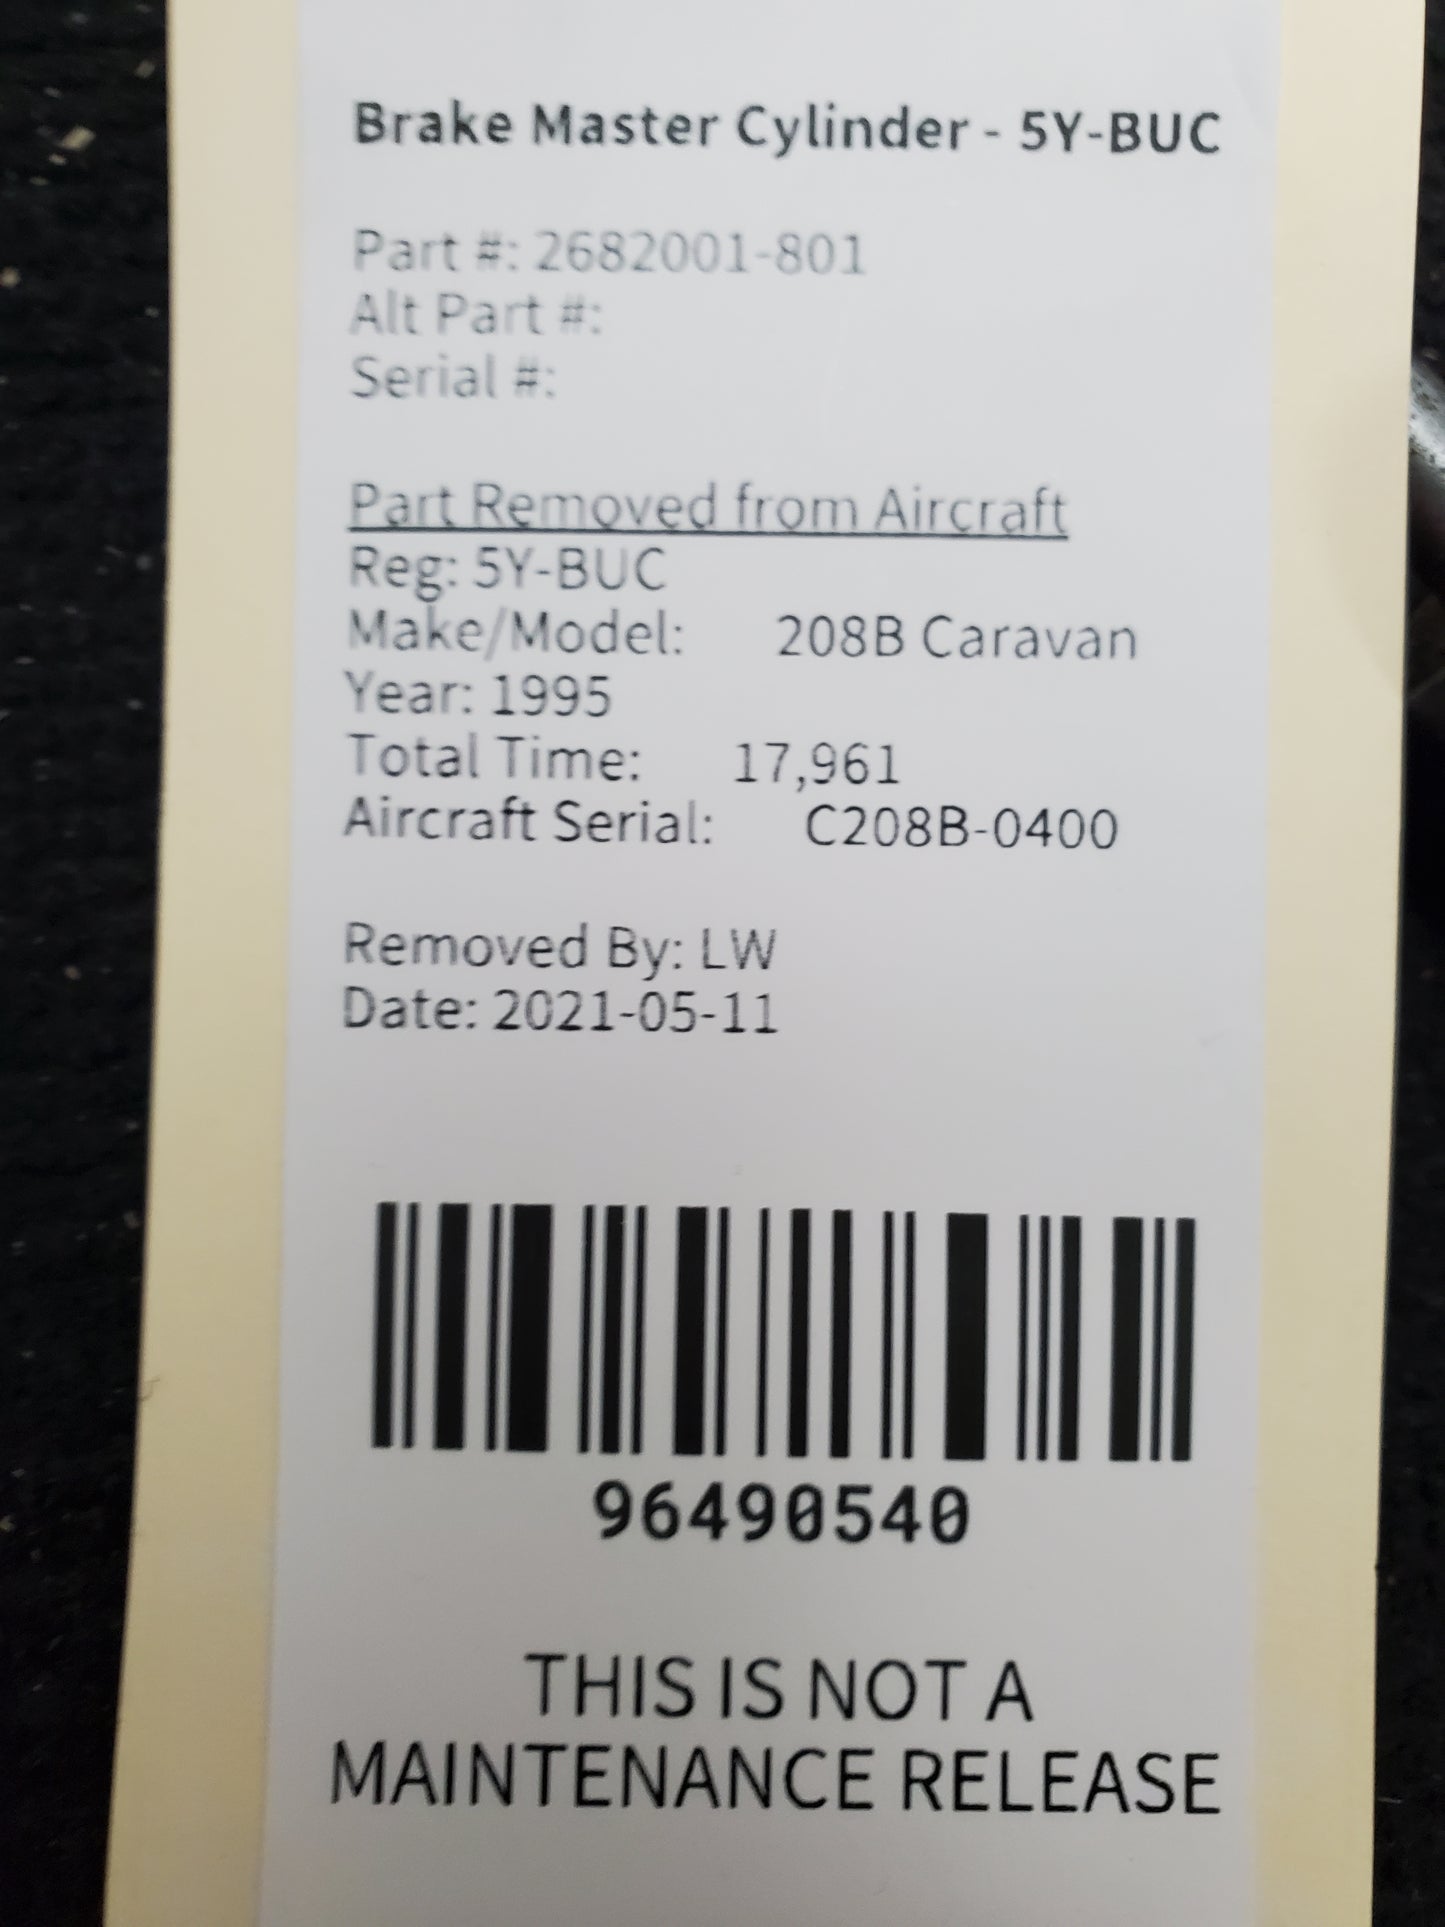 Brake Master Cylinder - 5Y-BUC
Part #: 2682001-801
Alt Part #:
Serial #:
Part Removed from Aircraft
Reg: 5Y-BUC
Make/Model: 208B Caravan
Year: 1995
Total Time: 17,961
Aircraft Serial: C208B-0400
Removed By: LW
Date: 2021-05-11
96490540
THIS IS NOT A
MAINTENANCE RELEASE